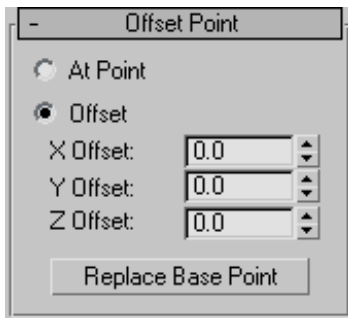 - Offset Point
At Point
Offset
X Offset: 0.0
Y Offset: 0.0
Z Offset: 0.0
Replace Base Point